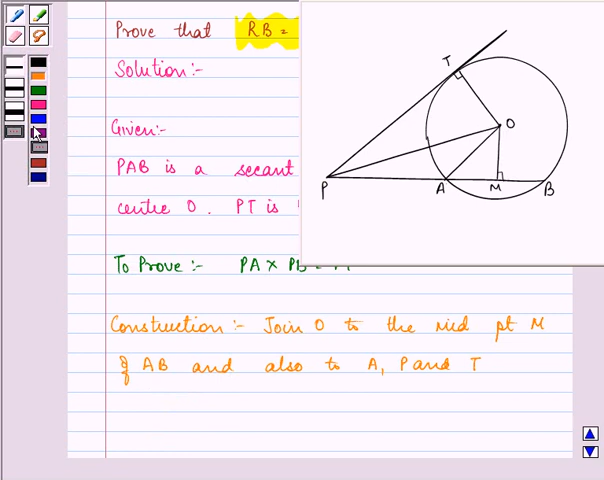 Prove that RB =
Solution:-
Given:-
PAB is a secant
centre O. PT is
To Prove:- PA × PB =
Construction:- Join O to the mid pt M
of AB and also to A, P and T
T
O
P
A
M
B